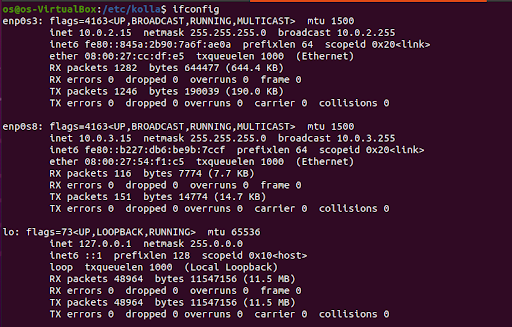 os@os-VirtualBox:/etc/kolla$ ifconfig
enp0s3: flags=4163<UP,BROADCAST,RUNNING,MULTICAST>  mtu 1500
        inet 10.0.2.15  netmask 255.255.255.0  broadcast 10.0.2.255
        inet6 fe80::845a:2b90:7a6f:ae0a  prefixlen 64  scopeid 0x20<link>
        ether 08:00:27:cc:df:e5  txqueuelen 1000  (Ethernet)
        RX packets 1282  bytes 644477 (644.4 KB)
        RX errors 0  dropped 0  overruns 0  frame 0
        TX packets 1246  bytes 190039 (190.0 KB)
        TX errors 0  dropped 0 overruns 0  carrier 0  collisions 0
enp0s8: flags=4163<UP,BROADCAST,RUNNING,MULTICAST>  mtu 1500
        inet 10.0.3.15  netmask 255.255.255.0  broadcast 10.0.3.255
        inet6 fe80::b227:db6:be9b:7ccf  prefixlen 64  scopeid 0x20<link>
        ether 08:00:27:54:f1:c5  txqueuelen 1000  (Ethernet)
        RX packets 116  bytes 7774 (7.7 KB)
        RX errors 0  dropped 0  overruns 0  frame 0
        TX packets 151  bytes 14774 (14.7 KB)
        TX errors 0  dropped 0 overruns 0  carrier 0  collisions 0
lo: flags=73<UP,LOOPBACK,RUNNING>  mtu 65536
        inet 127.0.0.1  netmask 255.0.0.0
        inet6 ::1  prefixlen 128  scopeid 0x10<host>
        loop  txqueuelen 1000  (Local Loopback)
        RX packets 48964  bytes 11547156 (11.5 MB)
        RX errors 0  dropped 0  overruns 0  frame 0
        TX packets 48964  bytes 11547156 (11.5 MB)
        TX errors 0  dropped 0 overruns 0  carrier 0  collisions 0